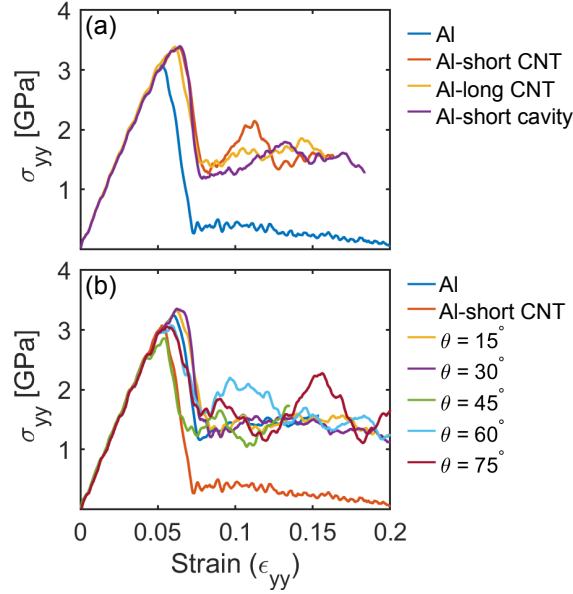 (a)
4
3
2
1
σyy [GPa]
Al
Al-short CNT
Al-long CNT
Al-short cavity
(b)
4
3
2
1
σyy [GPa]
0 0.05 0.1 0.15 0.2
Strain (ϵyy)
Al
Al-short CNT
θ = 15°
θ = 30°
θ = 45°
θ = 60°
θ = 75°